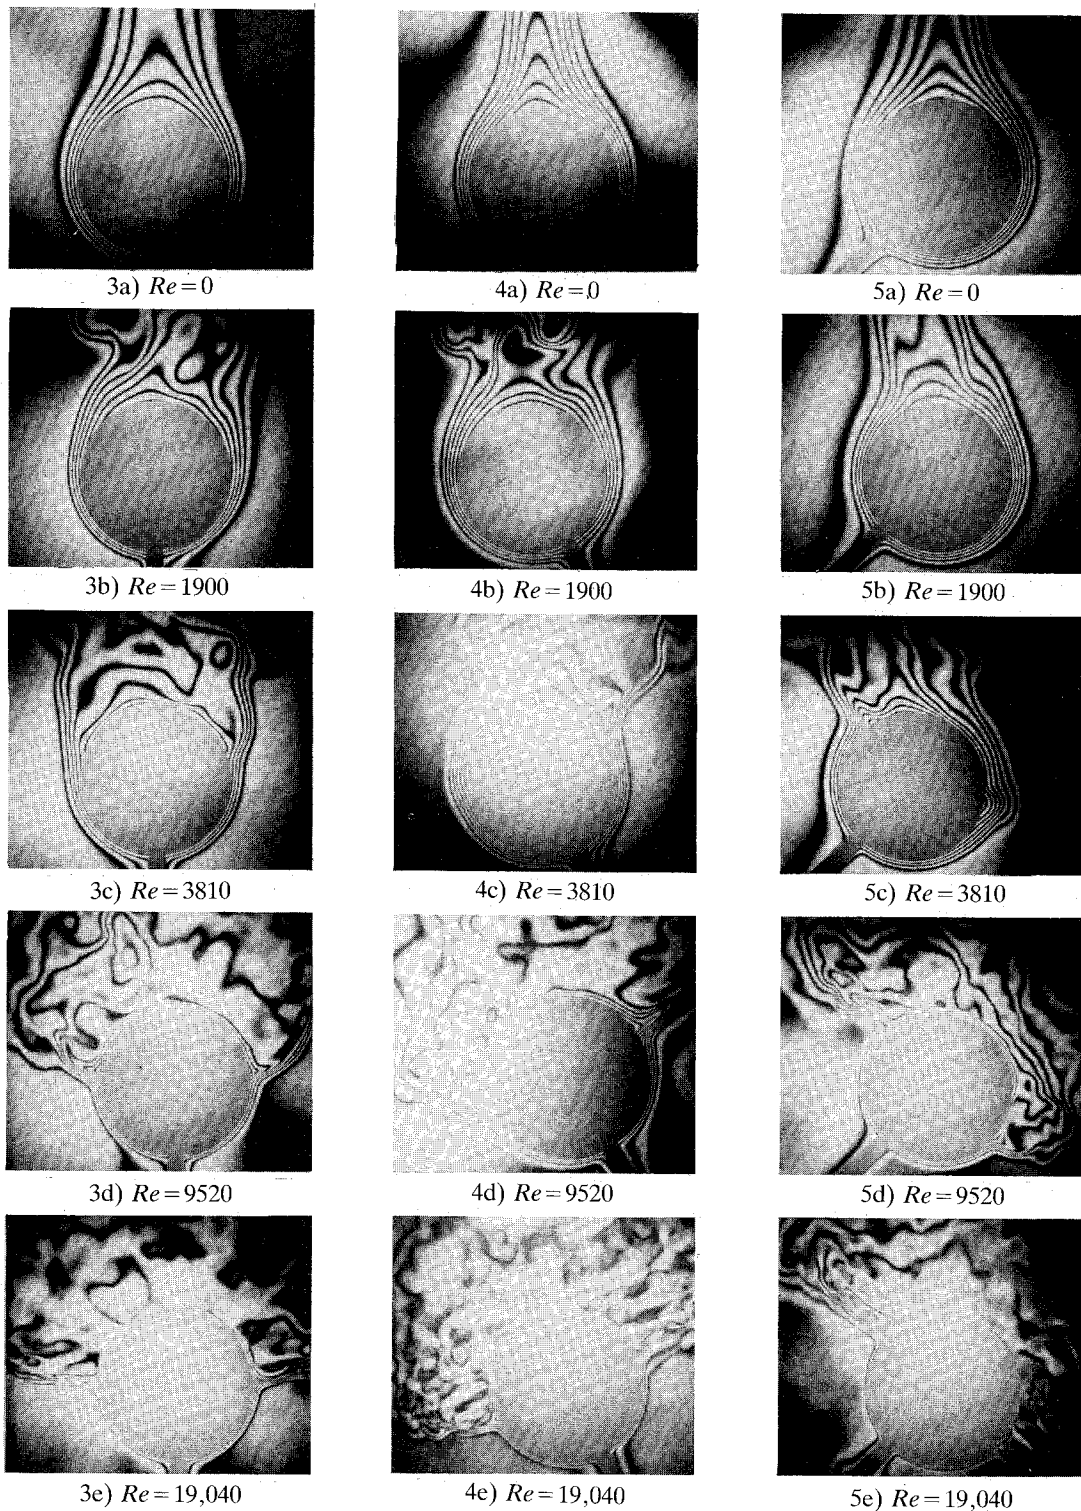 3a) Re=0
4a) Re=0
5a) Re=0
3b) Re=1900
4b) Re=1900
5b) Re=1900
3c) Re=3810
4c) Re=3810
5c) Re=3810
3d) Re=9520
4d) Re=9520
5d) Re=9520
3e) Re=19,040
4e) Re=19,040
5e) Re=19,040